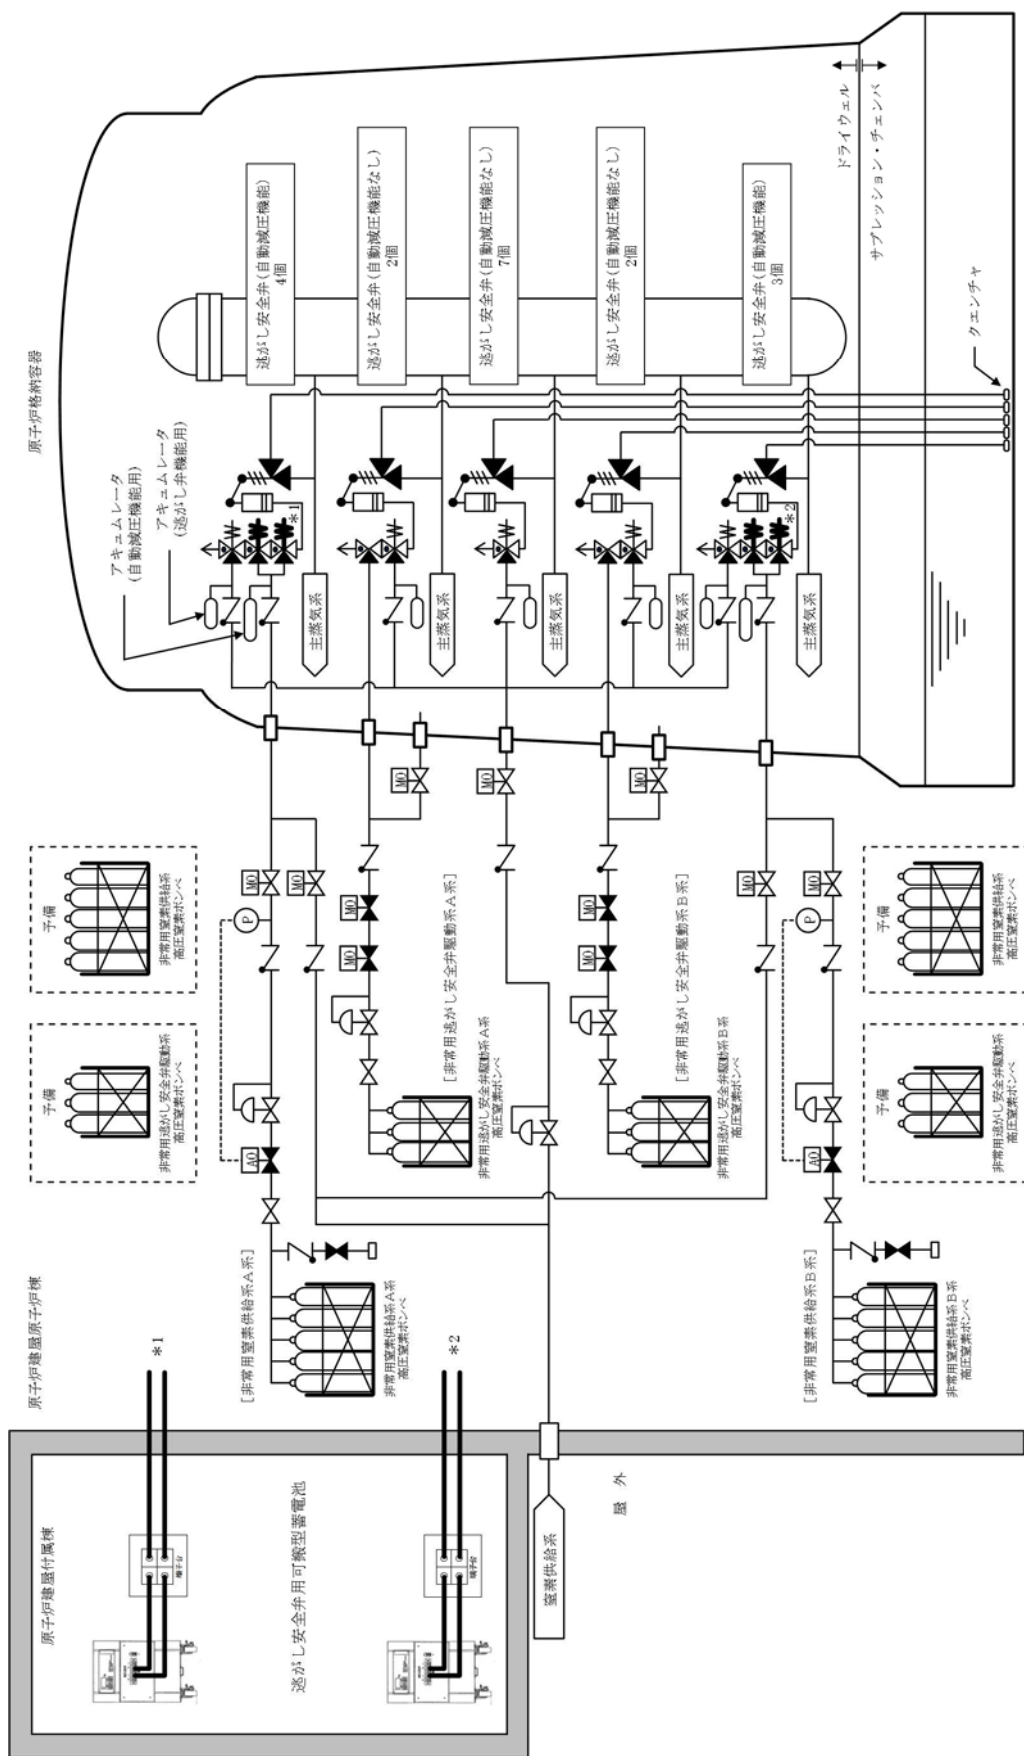 原子炉格納容器
アキュムレータ
(自動減圧機能用)
アキュムレータ
(逃がし弁機能用)
逃がし安全弁(自動減圧機能)
4個
逃がし安全弁(自動減圧機能なし)
2個
逃がし安全弁(自動減圧機能なし)
7個
逃がし安全弁(自動減圧機能なし)
2個
逃がし安全弁(自動減圧機能)
3個
ドライウェル
サプレッション・チェンバ
クエンチャ
*1
*2
主蒸気系
主蒸気系
主蒸気系
主蒸気系
主蒸気系
MO
MO
MO
MO
MO
MO
MO
MO
MO
MO
MO
P
P
AO
AO
予備
非常用窒素供給系
高圧窒素ボンベ
予備
非常用逃がし安全弁駆動系
高圧窒素ボンベ
[非常用逃がし安全弁駆動系A系]
非常用逃がし安全弁駆動系A系
高圧窒素ボンベ
[非常用逃がし安全弁駆動系B系]
非常用逃がし安全弁駆動系B系
高圧窒素ボンベ
予備
非常用窒素供給系
高圧窒素ボンベ
予備
非常用逃がし安全弁駆動系
高圧窒素ボンベ
原子炉建屋原子炉棟
[非常用窒素供給系A系]
非常用窒素供給系A系
高圧窒素ボンベ
[非常用窒素供給系B系]
非常用窒素供給系B系
高圧窒素ボンベ
*1
*2
原子炉建屋付属棟
端子台
逃がし安全弁用可搬型蓄電池
端子台
窒素供給系
屋外